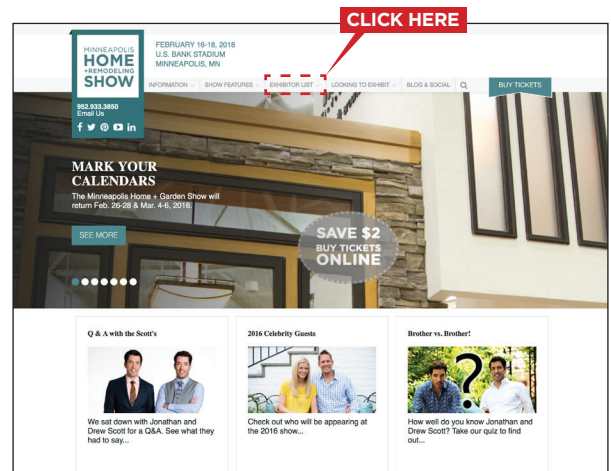 CLICK HERE
MINNEAPOLIS
HOME
+REMODELING
SHOW
FEBRUARY 16-18, 2018
U.S. BANK STADIUM
MINNEAPOLIS, MN
INFORMATION
SHOW FEATURES
EXHIBITOR LIST
LOOKING TO EXHIBIT
BLOG & SOCIAL
BUY TICKETS
952.933.3850
Email Us
MARK YOUR
CALENDARS
The Minneapolis Home + Garden Show will
return Feb. 26-28 & Mar. 4-6, 2016.
SEE MORE
SAVE $2
BUY TICKETS
ONLINE
Q & A with the Scott's
We sat down with Jonathan and
Drew Scott for a Q&A. See what they
had to say...
2016 Celebrity Guests
Check out who will be appearing at
the 2016 show...
Brother vs. Brother!
?
How well do you know Jonathan and
Drew Scott? Take our quiz to find
out...